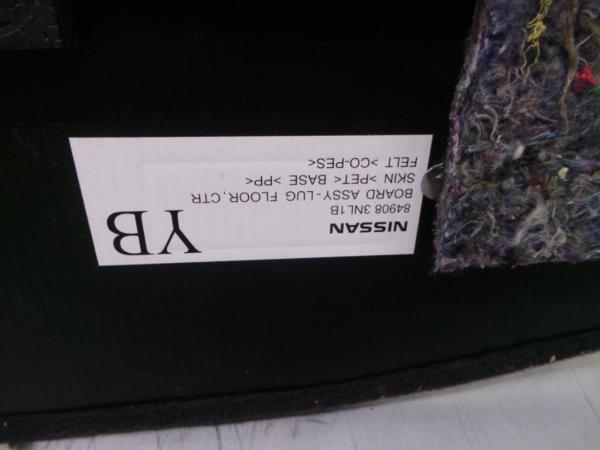 NISSAN
84908 3NL1B
BOARD ASSY-LUG FLOOR, CTR
SKIN >PET< BASE >PP<
FELT >CO-PES<
YB